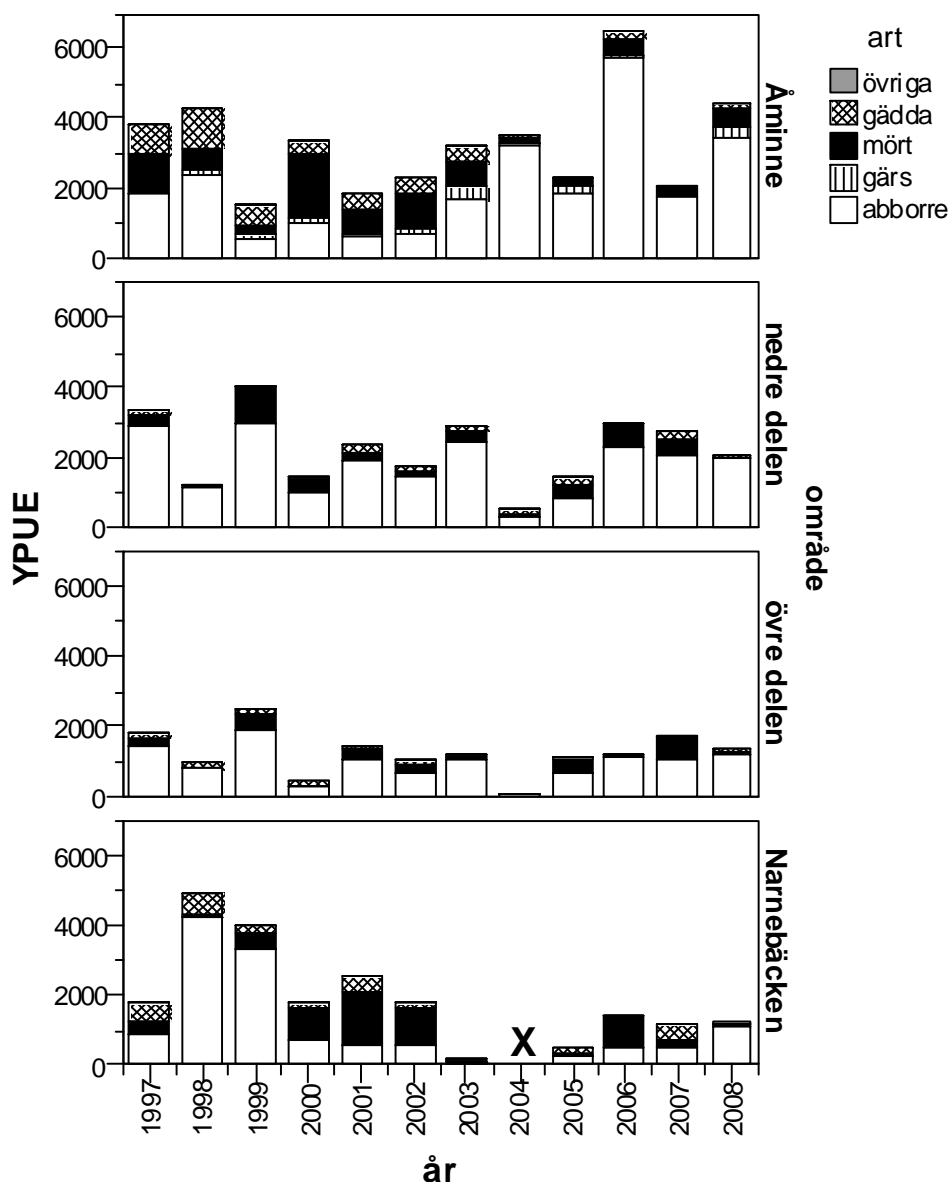 art
övriga
gädda
mört
gärs
abborre
6000
4000
2000
0
Åminne
6000
4000
2000
0
nedre delen
6000
4000
2000
0
övre delen
6000
4000
2000
0
Narnebäcken
YPUE
område
X
1997
1998
1999
2000
2001
2002
2003
2004
2005
2006
2007
2008
år